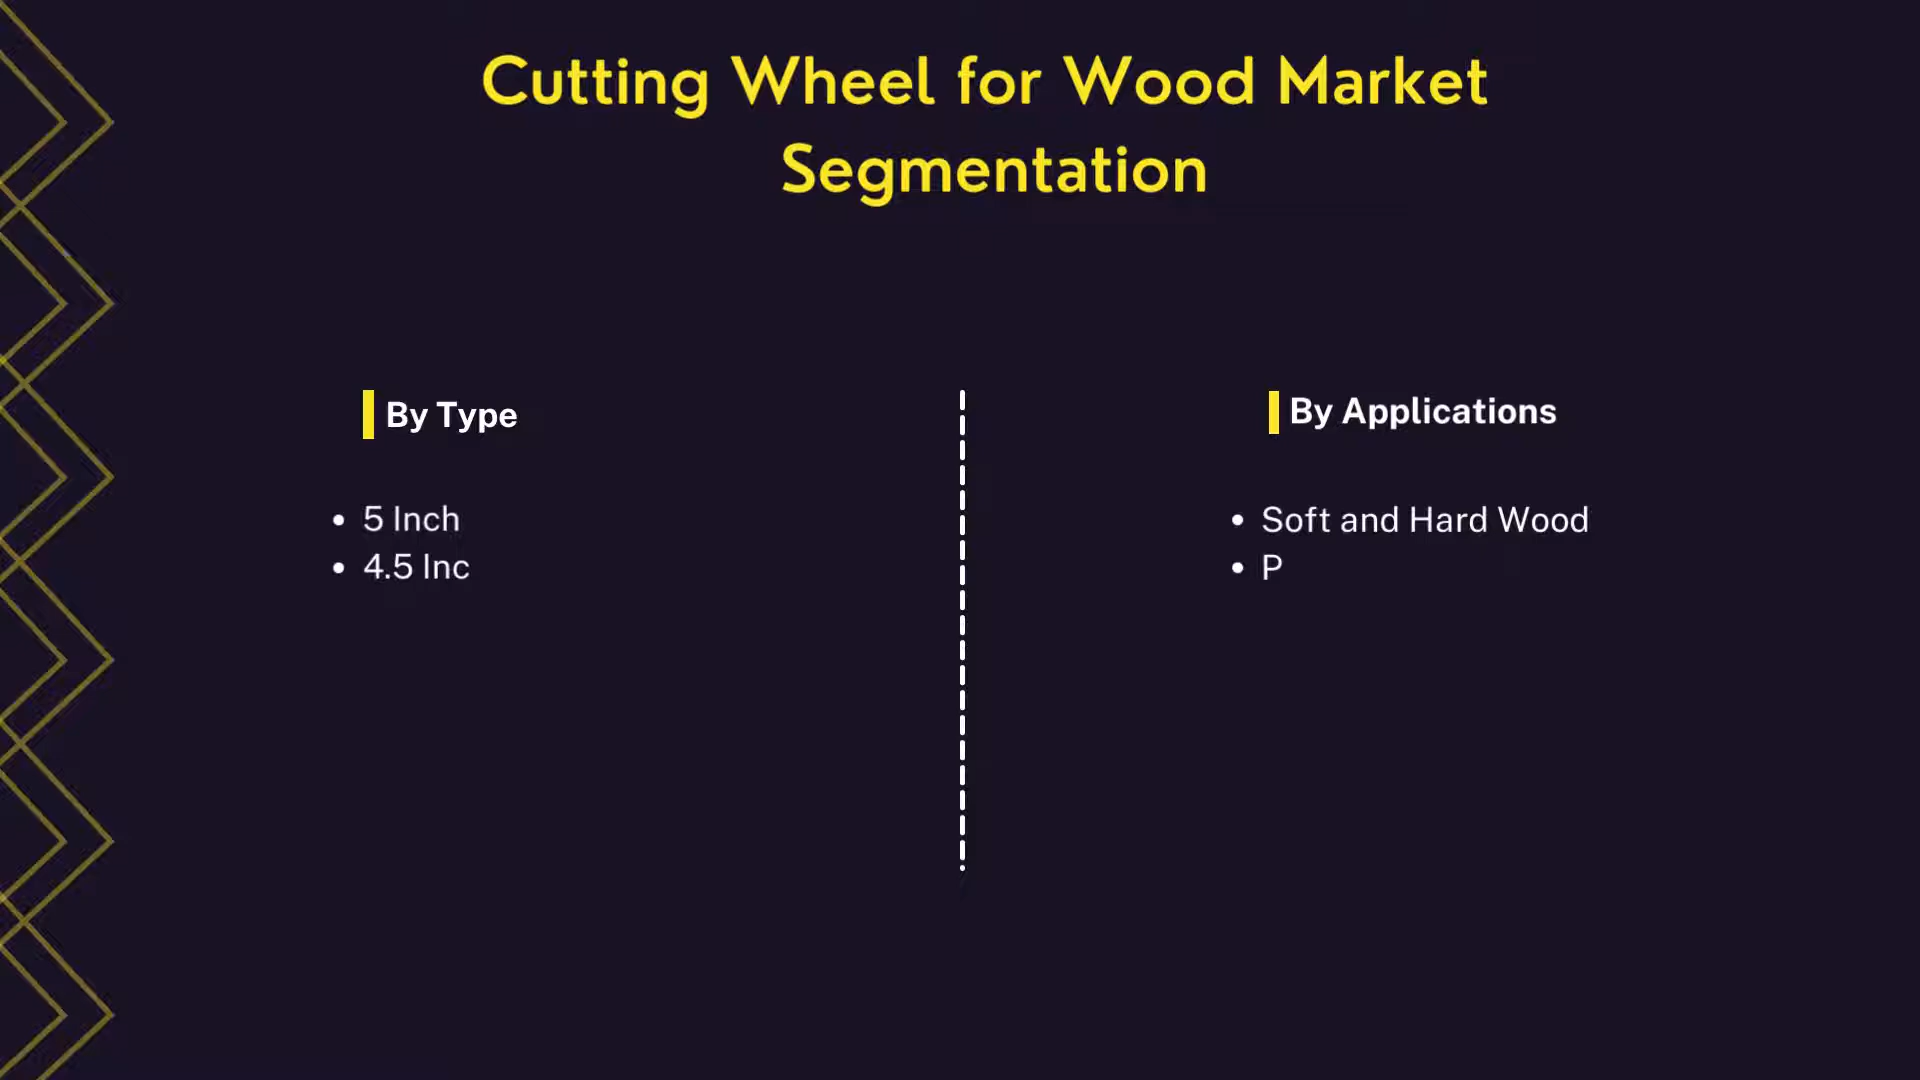 Cutting Wheel for Wood Market
Segmentation
By Type
5 Inch
4.5 Inc
By Applications
Soft and Hard Wood
P